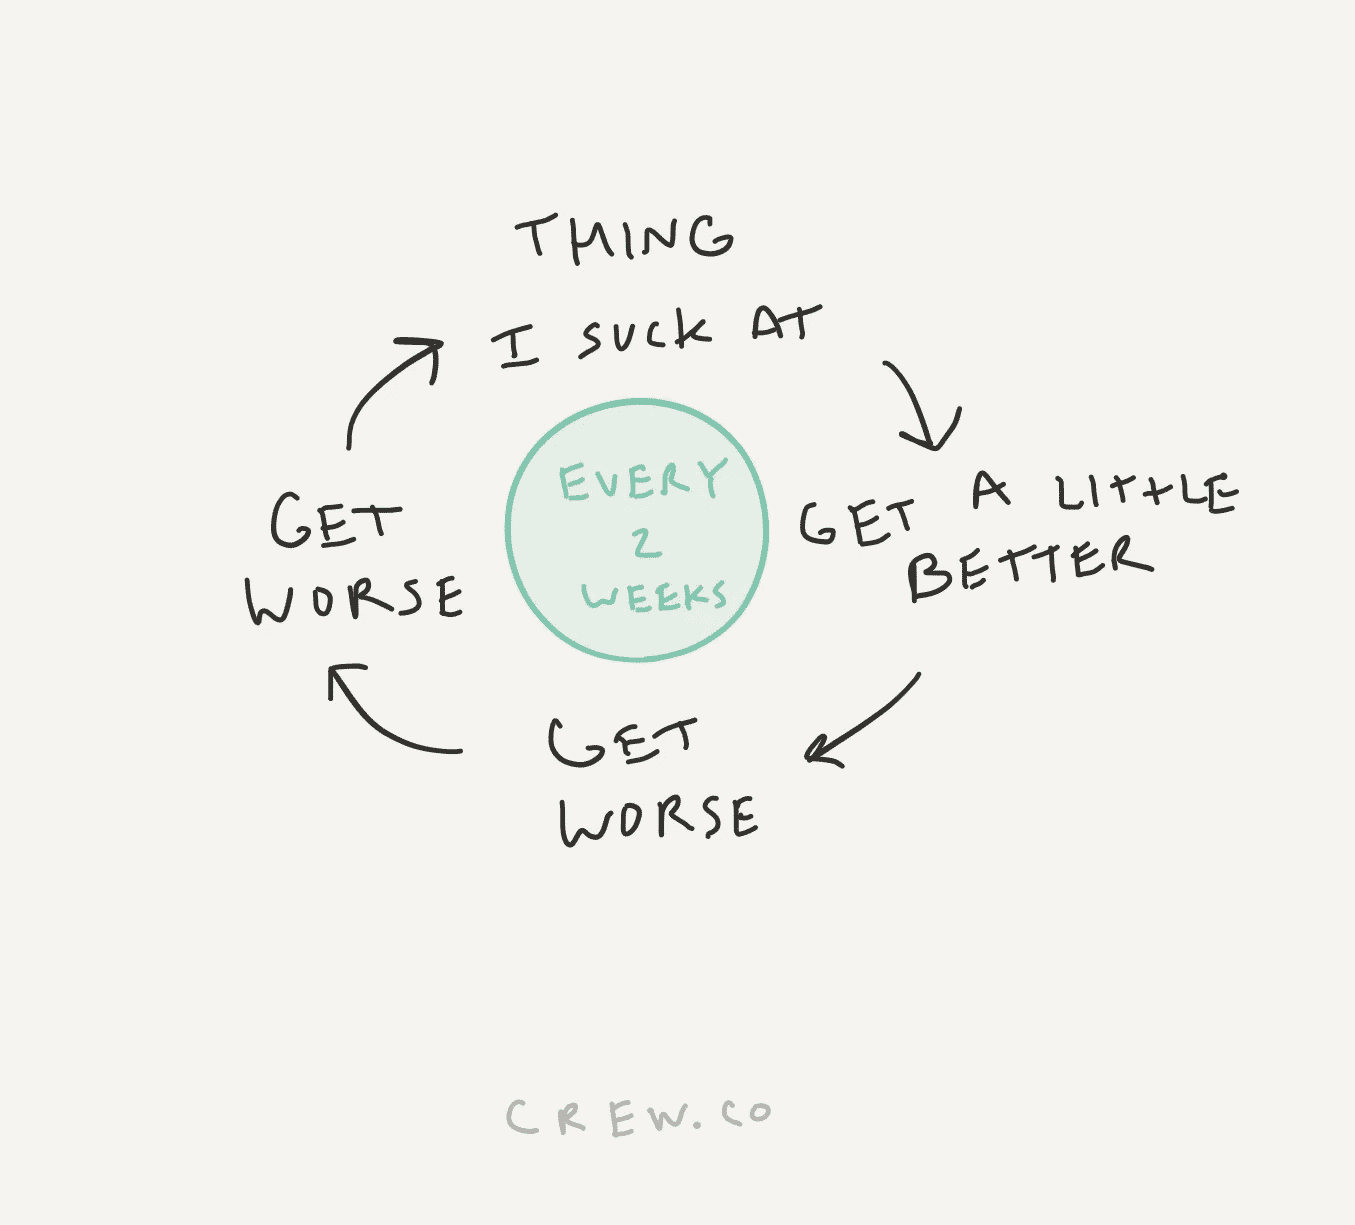 THING
I SUCK AT
GET A LITTLE
BETTER
GET
WORSE
GET
WORSE
EVERY
2
WEEKS
CREW.CO